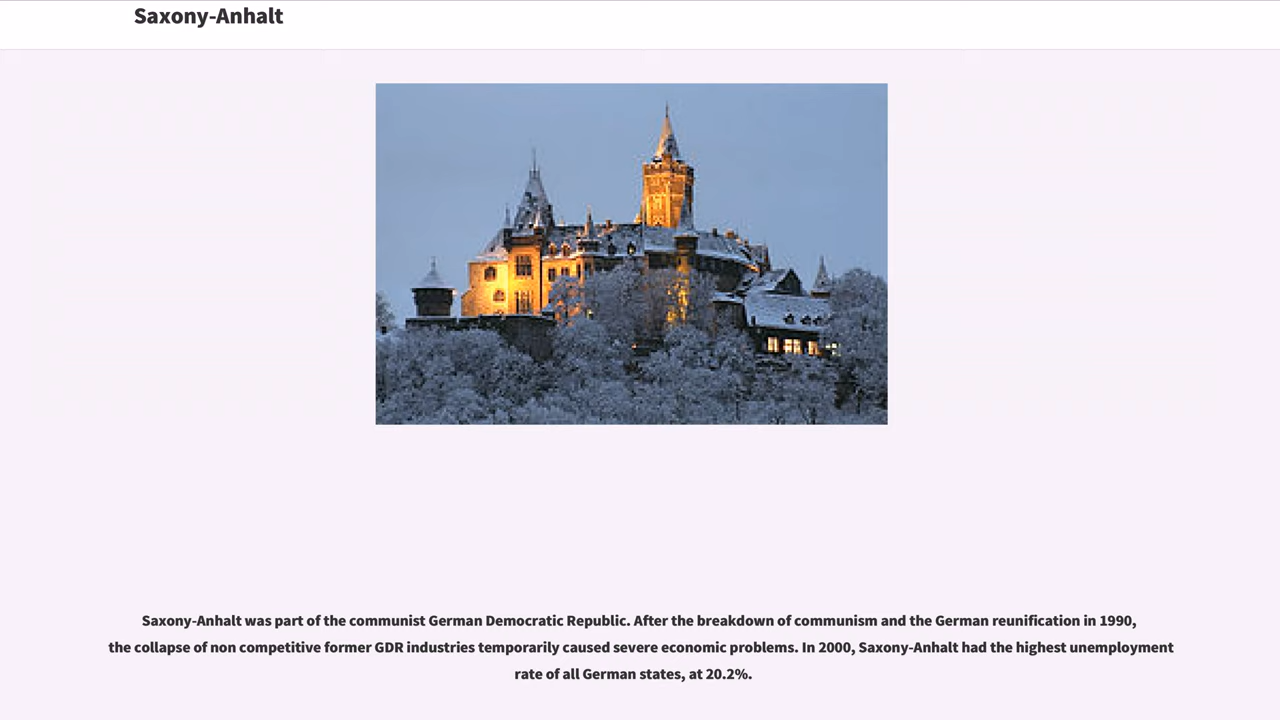 Saxony-Anhalt
Saxony-Anhalt was part of the communist German Democratic Republic. After the breakdown of communism and the German reunification in 1990,
the collapse of non competitive former GDR industries temporarily caused severe economic problems. In 2000, Saxony-Anhalt had the highest unemployment
rate of all German states, at 20.2%.